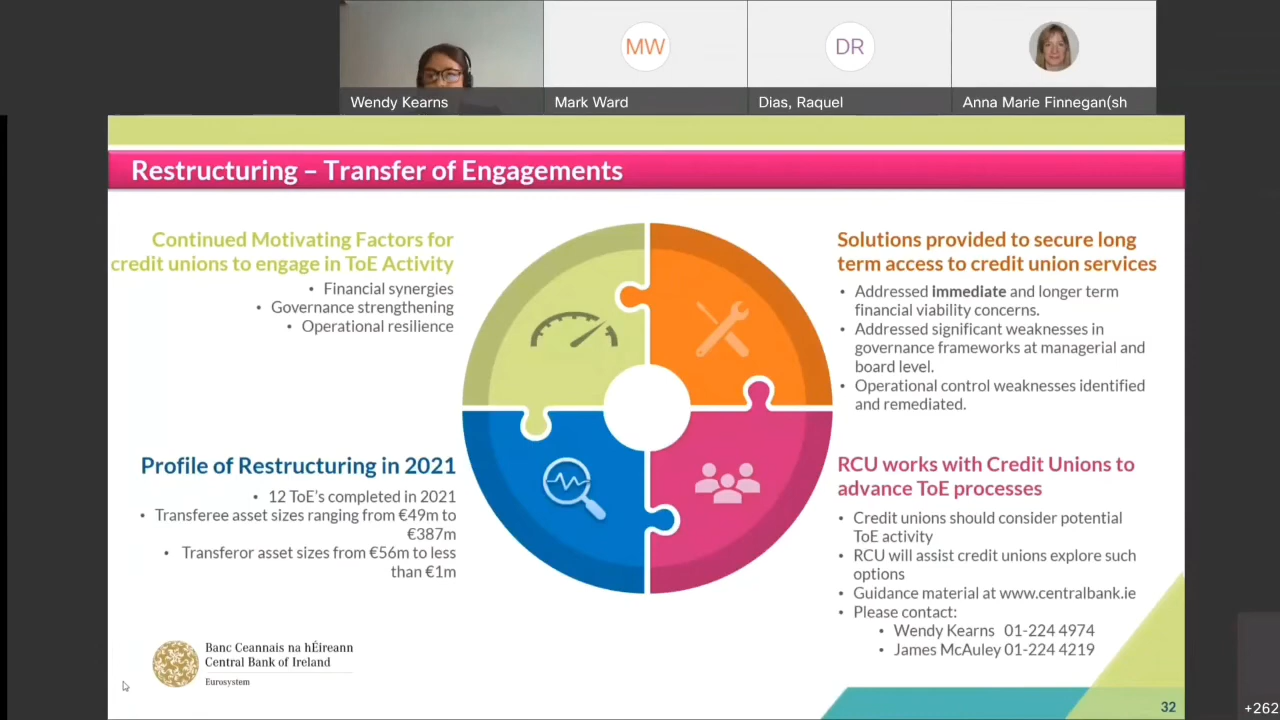 MW
DR
Wendy Kearns
Mark Ward
Dias, Raquel
Anna Marie Finnegan(sh
Restructuring – Transfer of Engagements
Continued Motivating Factors for
credit unions to engage in ToE Activity
• Financial synergies
• Governance strengthening
• Operational resilience
Solutions provided to secure long
term access to credit union services
• Addressed immediate and longer term
financial viability concerns.
• Addressed significant weaknesses in
governance frameworks at managerial and
board level.
• Operational control weaknesses identified
and remediated.
Profile of Restructuring in 2021
• 12 ToE's completed in 2021
• Transferee asset sizes ranging from €49m to
€387m
• Transferor asset sizes from €56m to less
than €1m
RCU works with Credit Unions to
advance ToE processes
• Credit unions should consider potential
ToE activity
• RCU will assist credit unions explore such
options
• Guidance material at www.centralbank.ie
• Please contact:
• Wendy Kearns 01-224 4974
• James McAuley 01-224 4219
Banc Ceannais na hÉireann
Central Bank of Ireland
Eurosystem
32
+262